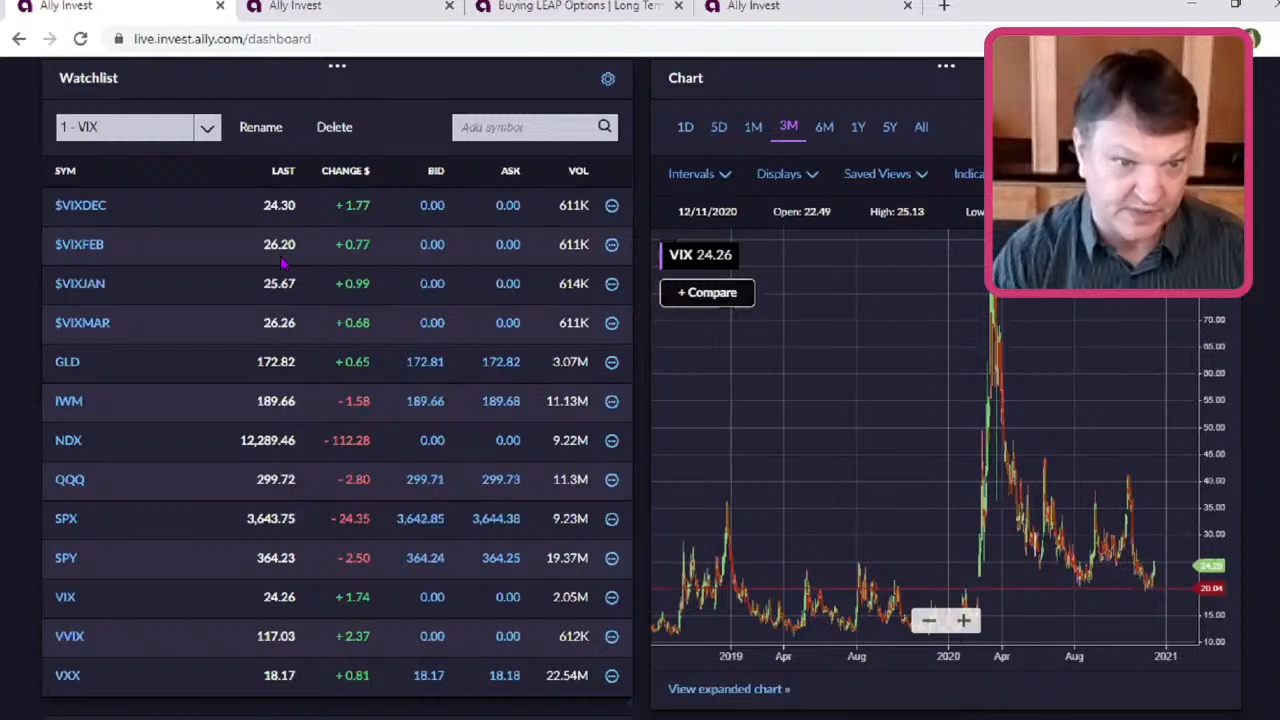 Ally Invest
Ally Invest
Buying LEAP Options | Long Ter
Ally Invest
live.invest.ally.com/dashboard
Watchlist
1 - VIX
Rename
Delete
Add symbol
SYM LAST CHANGE $ BID ASK VOL
$VIXDEC 24.30 +1.77 0.00 0.00 611K
$VIXFEB 26.20 +0.77 0.00 0.00 611K
$VIXJAN 25.67 +0.99 0.00 0.00 614K
$VIXMAR 26.26 +0.68 0.00 0.00 611K
GLD 172.82 +0.65 172.81 172.82 3.07M
IWM 189.66 -1.58 189.66 189.68 11.13M
NDX 12,289.46 -112.28 0.00 0.00 9.22M
QQQ 299.72 -2.80 299.71 299.73 11.3M
SPX 3,643.75 -24.35 3,642.85 3,644.38 9.23M
SPY 364.23 -2.50 364.24 364.25 19.37M
VIX 24.26 +1.74 0.00 0.00 2.05M
VVIX 117.03 +2.37 0.00 0.00 612K
VXX 18.17 +0.81 18.17 18.18 22.54M
Chart
1D 5D 1M 3M 6M 1Y 5Y All
Intervals Displays Saved Views Indica
12/11/2020 Open: 22.49 High: 25.13 Low
VIX 24.26
+ Compare
70.00
65.00
60.00
55.00
50.00
45.00
40.00
35.00
30.00
24.25
20.04
15.00
10.00
2019 Apr Aug 2020 Apr Aug 2021
View expanded chart »